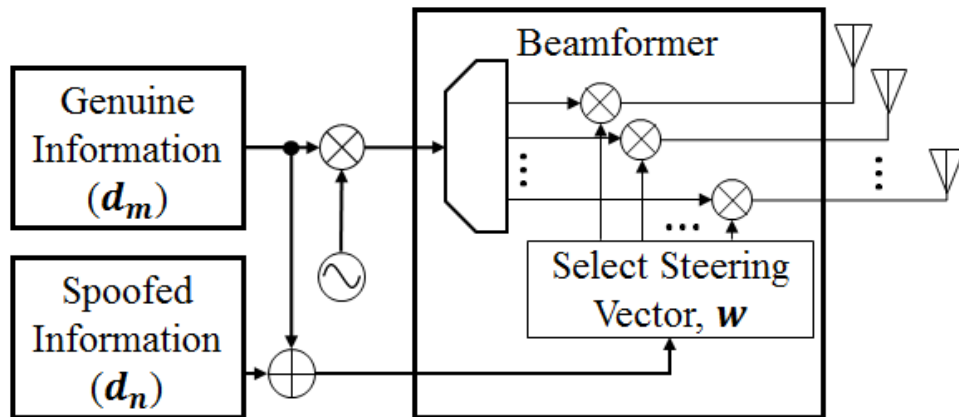 Beamformer
Genuine
Information
(d_m)
Spoofed
Information
(d_n)
Select Steering
Vector, w